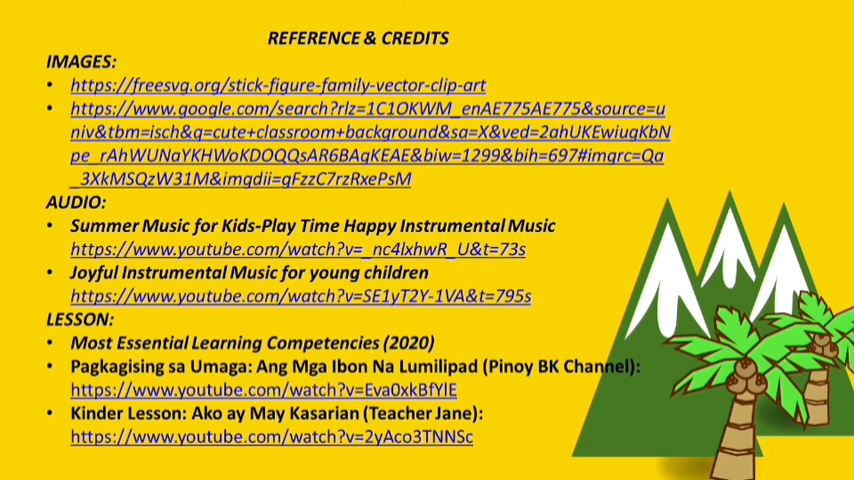 REFERENCE & CREDITS
IMAGES:
• https://freesvg.org/stick-figure-family-vector-clip-art
• https://www.google.com/search?rlz=1C1OKWM_enAE775AE775&source=u
niv&tbm=isch&q=cute+classroom+background&sa=X&ved=2ahUKEwiugKbN
pe_rAhWUNaYKHWoKDOQQsAR6BAgKEAE&biw=1299&bih=697#imgrc=Qa
_3XkMSQzW31M&imgdii=gFzzC7rzRxePsM
AUDIO:
• Summer Music for Kids-Play Time Happy Instrumental Music
https://www.youtube.com/watch?v=_nc4lxhwR_U&t=73s
• Joyful Instrumental Music for young children
https://www.youtube.com/watch?v=SE1yT2Y-1VA&t=795s
LESSON:
• Most Essential Learning Competencies (2020)
• Pagkagising sa Umaga: Ang Mga Ibon Na Lumilipad (Pinoy BK Channel):
https://www.youtube.com/watch?v=Eva0xkBfYlE
• Kinder Lesson: Ako ay May Kasarian (Teacher Jane):
https://www.youtube.com/watch?v=2yAco3TNNSc